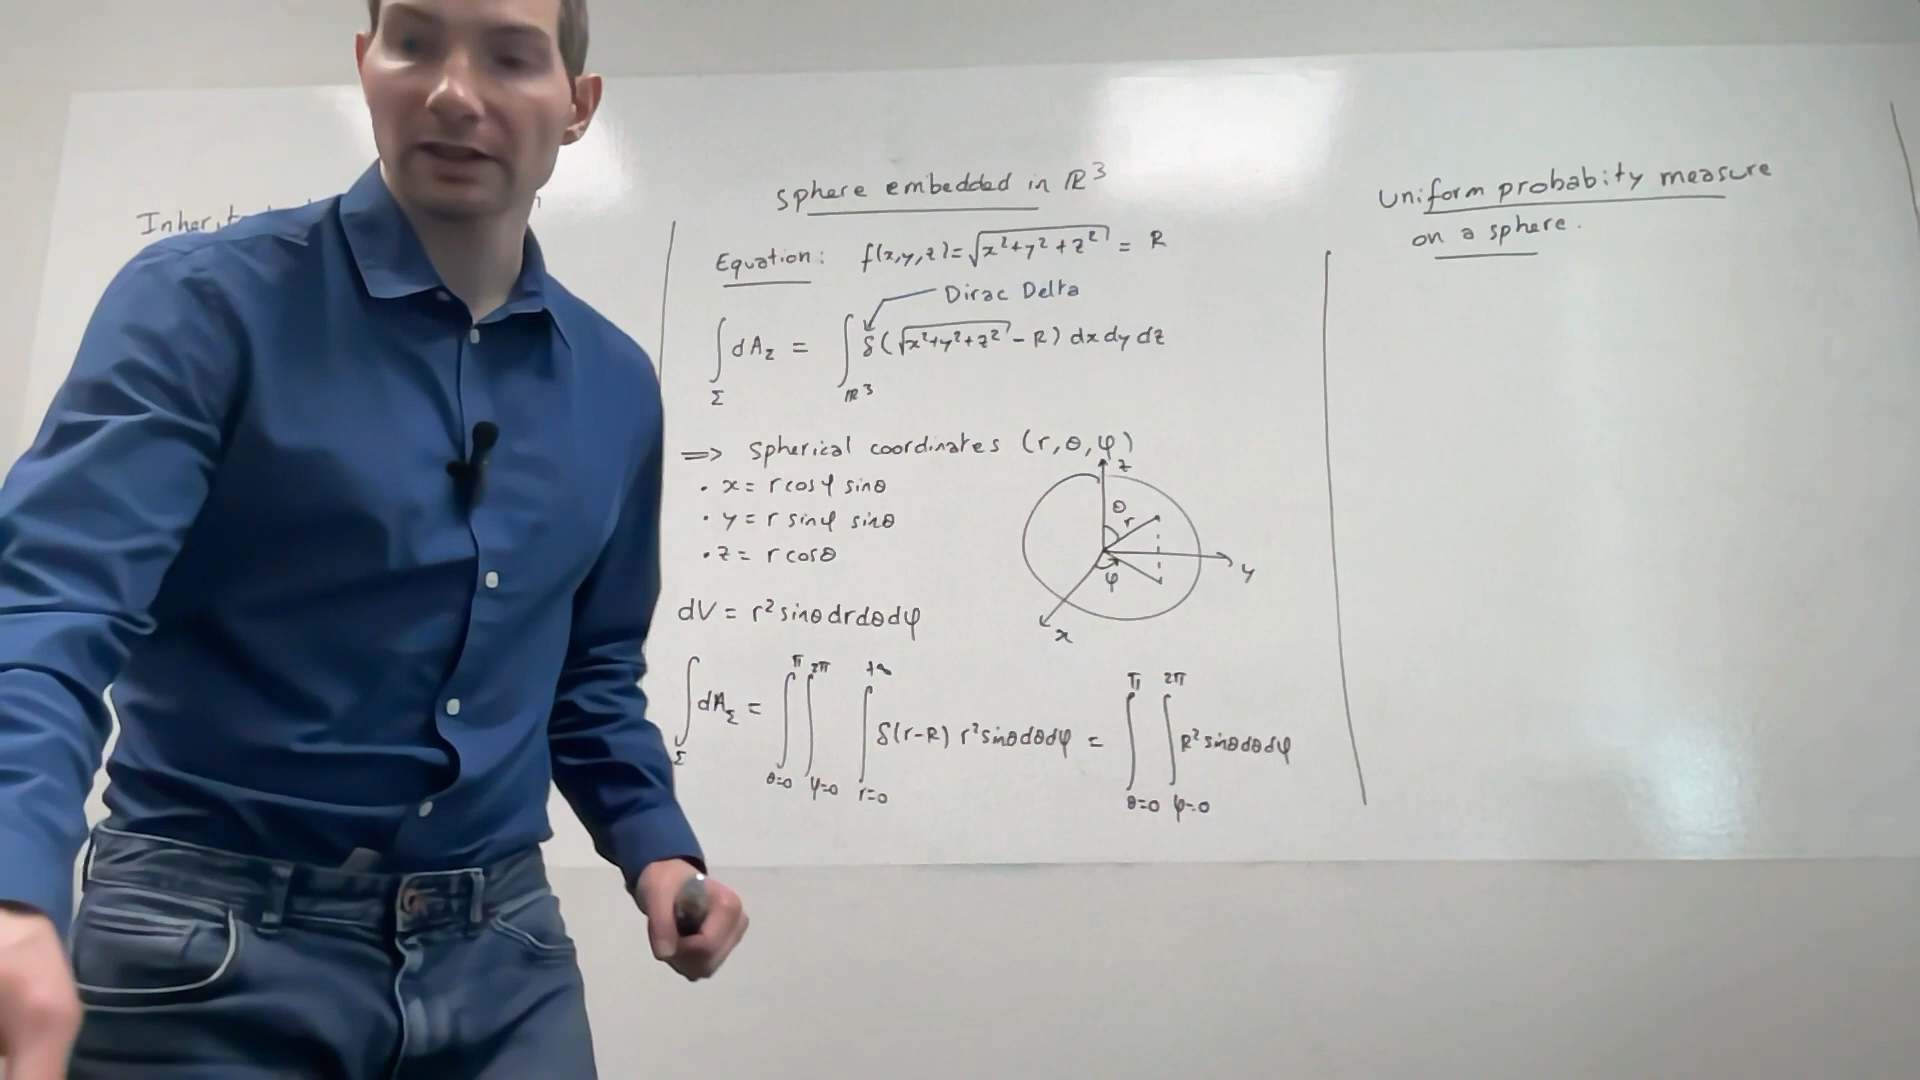 Sphere embedded in ℝ³
Equation: f(x,y,z)=√(x²+y²+z²) = R
Dirac Delta
∫_Σ dA_Σ = ∫_ℝ³ δ(√(x²+y²+z²) - R) dx dy dz
⟹ Spherical coordinates (r,θ,φ)
• x = r cosφ sinθ
• y = r sinφ sinθ
• z = r cosθ
z
θ
r
φ
y
x
dV = r² sinθ dr dθ dφ
∫_Σ dA_Σ = ∫_{θ=0}^{π} ∫_{φ=0}^{2π} ∫_{r=0}^{+∞} δ(r-R) r² sinθ dθ dφ = ∫_{θ=0}^{π} ∫_{φ=0}^{2π} R² sinθ dθ dφ
Uniform probabity measure
on a sphere.